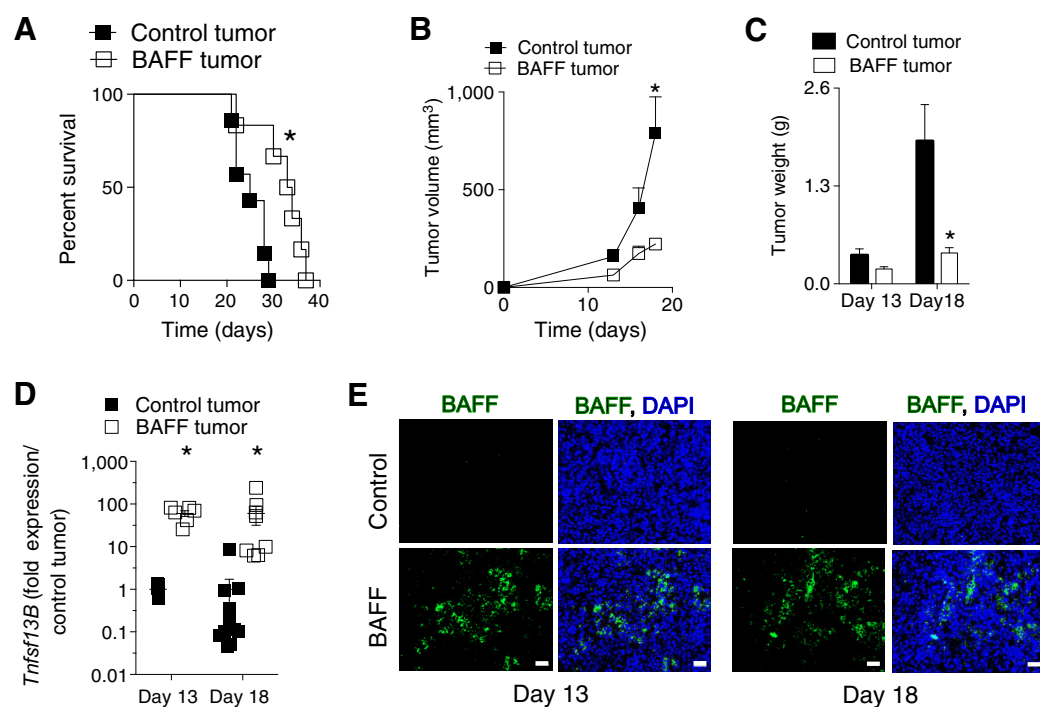 A
Control tumor
BAFF tumor
100
50
0
*
Percent survival
0 10 20 30 40
Time (days)
B
Control tumor
BAFF tumor
1,000
500
0
*
Tumor volume (mm³)
0 10 20
Time (days)
C
Control tumor
BAFF tumor
2.6
1.3
0.0
*
Tumor weight (g)
Day 13 Day18
D
Control tumor
BAFF tumor
* *
1,000
100
10
1
0.1
0.01
Tnfsf13B (fold expression/
control tumor)
Day 13 Day 18
E
BAFF BAFF, DAPI BAFF BAFF, DAPI
Control
BAFF
Day 13 Day 18